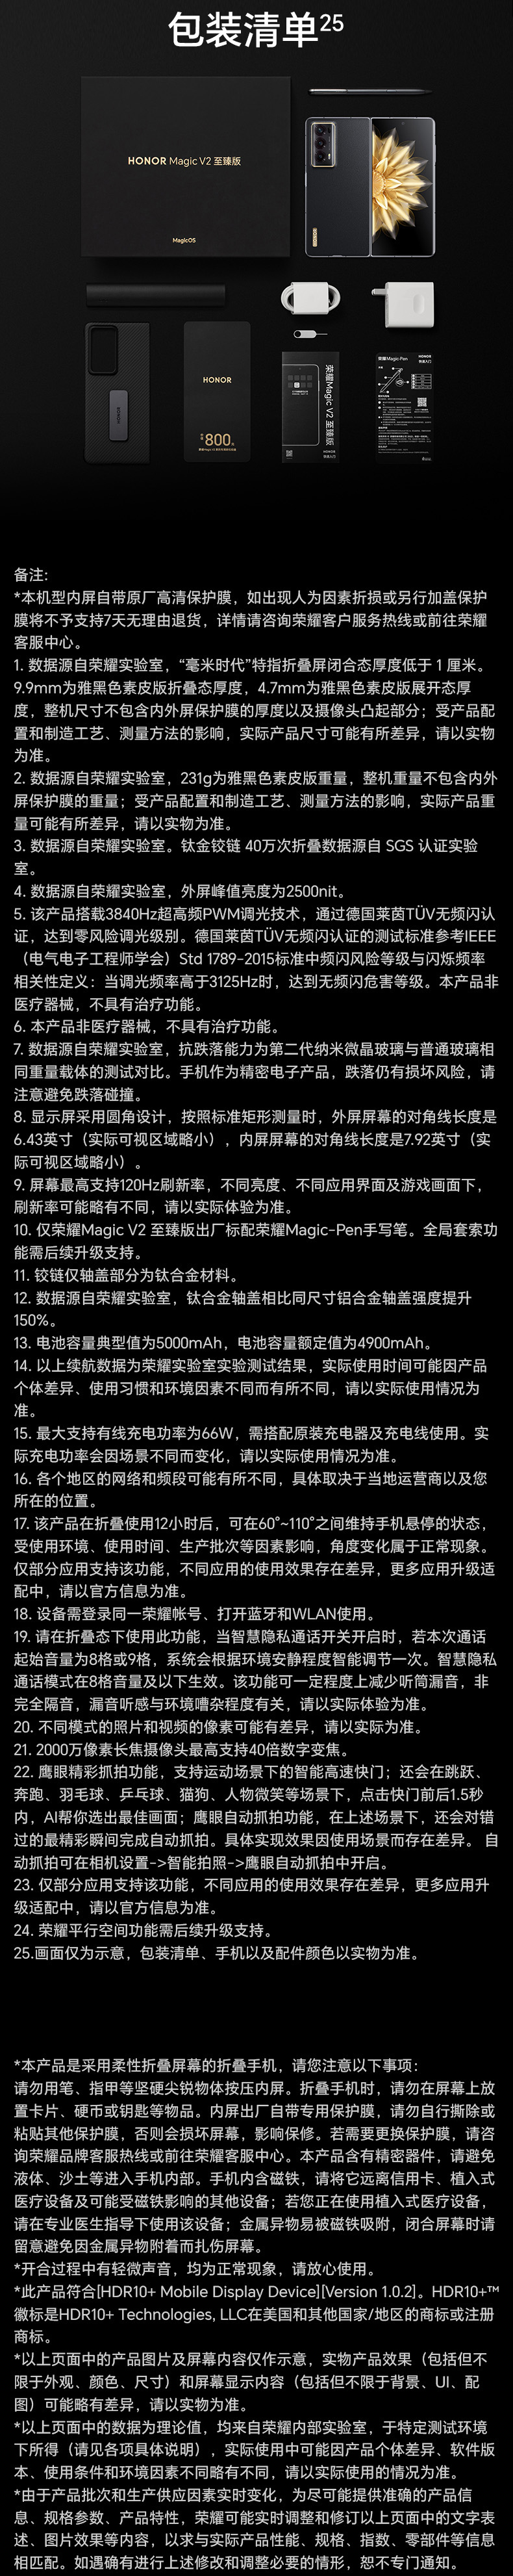 包装清单25
HONOR Magic V2 至臻版
MagicOS
HONOR
HONOR
HONOR
800
荣耀Magic V2 至臻版
HONOR
快速入门
荣耀Magic-Pen
HONOR
快速入门
备注:
*本机型内屏自带原厂高清保护膜，如出现人为因素折损或另行加盖保护
膜将不予支持7天无理由退货，详情请咨询荣耀客户服务热线或前往荣耀
客服中心。
1. 数据源自荣耀实验室，“毫米时代”特指折叠屏闭合态厚度低于 1 厘米。
9.9mm为雅黑色素皮版折叠态厚度，4.7mm为雅黑色素皮版展开态厚
度，整机尺寸不包含内外屏保护膜的厚度以及摄像头凸起部分；受产品配
置和制造工艺、测量方法的影响，实际产品尺寸可能有所差异，请以实物
为准。
2. 数据源自荣耀实验室，231g为雅黑色素皮版重量，整机重量不包含内外
屏保护膜的重量；受产品配置和制造工艺、测量方法的影响，实际产品重
量可能有所差异，请以实物为准。
3. 数据源自荣耀实验室。钛金铰链 40万次折叠数据源自 SGS 认证实验
室。
4. 数据源自荣耀实验室，外屏峰值亮度为2500nit。
5. 该产品搭载3840Hz超高频PWM调光技术，通过德国莱茵TÜV无频闪认
证，达到零风险调光级别。德国莱茵TÜV无频闪认证的测试标准参考IEEE
（电气电子工程师学会）Std 1789-2015标准中频闪风险等级与闪烁频率
相关性定义：当调光频率高于3125Hz时，达到无频闪危害等级。本产品非
医疗器械，不具有治疗功能。
6. 本产品非医疗器械，不具有治疗功能。
7. 数据源自荣耀实验室，抗跌落能力为第二代纳米微晶玻璃与普通玻璃相
同重量载体的测试对比。手机作为精密电子产品，跌落仍有损坏风险，请
注意避免跌落碰撞。
8. 显示屏采用圆角设计，按照标准矩形测量时，外屏屏幕的对角线长度是
6.43英寸（实际可视区域略小），内屏屏幕的对角线长度是7.92英寸（实
际可视区域略小）。
9. 屏幕最高支持120Hz刷新率，不同亮度、不同应用界面及游戏画面下，
刷新率可能略有不同，请以实际体验为准。
10. 仅荣耀Magic V2 至臻版出厂标配荣耀Magic-Pen手写笔。全局套索功
能需后续升级支持。
11. 铰链仅轴盖部分为钛合金材料。
12. 数据源自荣耀实验室，钛合金轴盖相比同尺寸铝合金轴盖强度提升
150%。
13. 电池容量典型值为5000mAh，电池容量额定值为4900mAh。
14. 以上续航数据为荣耀实验室实验测试结果，实际使用时间可能因产品
个体差异、使用习惯和环境因素不同而有所不同，请以实际使用情况为
准。
15. 最大支持有线充电功率为66W，需搭配原装充电器及充电线使用。实
际充电功率会因场景不同而变化，请以实际使用情况为准。
16. 各个地区的网络和频段可能有所不同，具体取决于当地运营商以及您
所在的位置。
17. 该产品在折叠使用12小时后，可在60°~110°之间维持手机悬停的状态，
受使用环境、使用时间、生产批次等因素影响，角度变化属于正常现象。
仅部分应用支持该功能，不同应用的使用效果存在差异，更多应用升级适
配中，请以官方信息为准。
18. 设备需登录同一荣耀帐号、打开蓝牙和WLAN使用。
19. 请在折叠态下使用此功能，当智慧隐私通话开关开启时，若本次通话
起始音量为8格或9格，系统会根据环境安静程度智能调节一次。智慧隐私
通话模式在8格音量及以下生效。该功能可一定程度上减少听筒漏音，非
完全隔音，漏音听感与环境嘈杂程度有关，请以实际体验为准。
20. 不同模式的照片和视频的像素可能有差异，请以实际为准。
21. 2000万像素长焦摄像头最高支持40倍数字变焦。
22. 鹰眼精彩抓拍功能，支持运动场景下的智能高速快门；还会在跳跃、
奔跑、羽毛球、乒乓球、猫狗、人物微笑等场景下，点击快门前后1.5秒
内，AI帮你选出最佳画面；鹰眼自动抓拍功能，在上述场景下，还会对错
过的最精彩瞬间完成自动抓拍。具体实现效果因使用场景而存在差异。 自
动抓拍可在相机设置->智能拍照->鹰眼自动抓拍中开启。
23. 仅部分应用支持该功能，不同应用的使用效果存在差异，更多应用升
级适配中，请以官方信息为准。
24. 荣耀平行空间功能需后续升级支持。
25.画面仅为示意，包装清单、手机以及配件颜色以实物为准。
*本产品是采用柔性折叠屏幕的折叠手机，请您注意以下事项：
请勿用笔、指甲等坚硬尖锐物体按压内屏。折叠手机时，请勿在屏幕上放
置卡片、硬币或钥匙等物品。内屏出厂自带专用保护膜，请勿自行撕除或
粘贴其他保护膜，否则会损坏屏幕，影响保修。若需要更换保护膜，请咨
询荣耀品牌客服热线或前往荣耀客服中心。本产品含有精密器件，请避免
液体、沙土等进入手机内部。手机内含磁铁，请将它远离信用卡、植入式
医疗设备及可能受磁铁影响的其他设备；若您正在使用植入式医疗设备，
请在专业医生指导下使用该设备；金属异物易被磁铁吸附，闭合屏幕时请
留意避免因金属异物附着而扎伤屏幕。
*开合过程中有轻微声音，均为正常现象，请放心使用。
*此产品符合[HDR10+ Mobile Display Device][Version 1.0.2]。HDR10+™
徽标是HDR10+ Technologies, LLC在美国和其他国家/地区的商标或注册
商标。
*以上页面中的产品图片及屏幕内容仅作示意，实物产品效果（包括但不
限于外观、颜色、尺寸）和屏幕显示内容（包括但不限于背景、UI、配
图）可能略有差异，请以实物为准。
*以上页面中的数据为理论值，均来自荣耀内部实验室，于特定测试环境
下所得（请见各项具体说明），实际使用中可能因产品个体差异、软件版
本、使用条件和环境因素不同略有不同，请以实际使用的情况为准。
*由于产品批次和生产供应因素实时变化，为尽可能提供准确的产品信
息、规格参数、产品特性，荣耀可能实时调整和修订以上页面中的文字表
述、图片效果等内容，以求与实际产品性能、规格、指数、零部件等信息
相匹配。如遇确有进行上述修改和调整必要的情形，恕不专门通知。